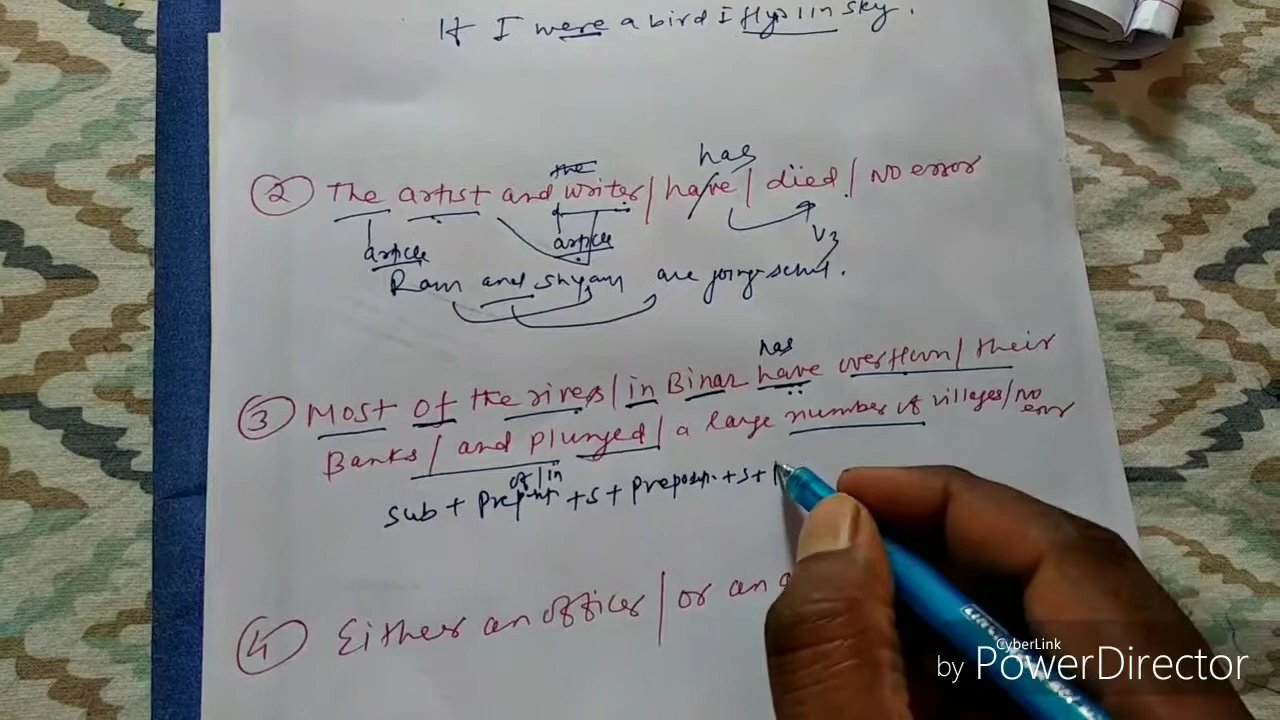 If I were a bird I fly in sky.
has
the
② The artist and writer / have / died / No error
article article V3
Ram and Shyam are going
has
③ Most of the rivers / in Bihar have overflown / their
Banks / and plunged / a large number of villages / no error
of / in
sub + Preposition + S + Preposition + S +
④ Either an officer / or an
CyberLink
by PowerDirector